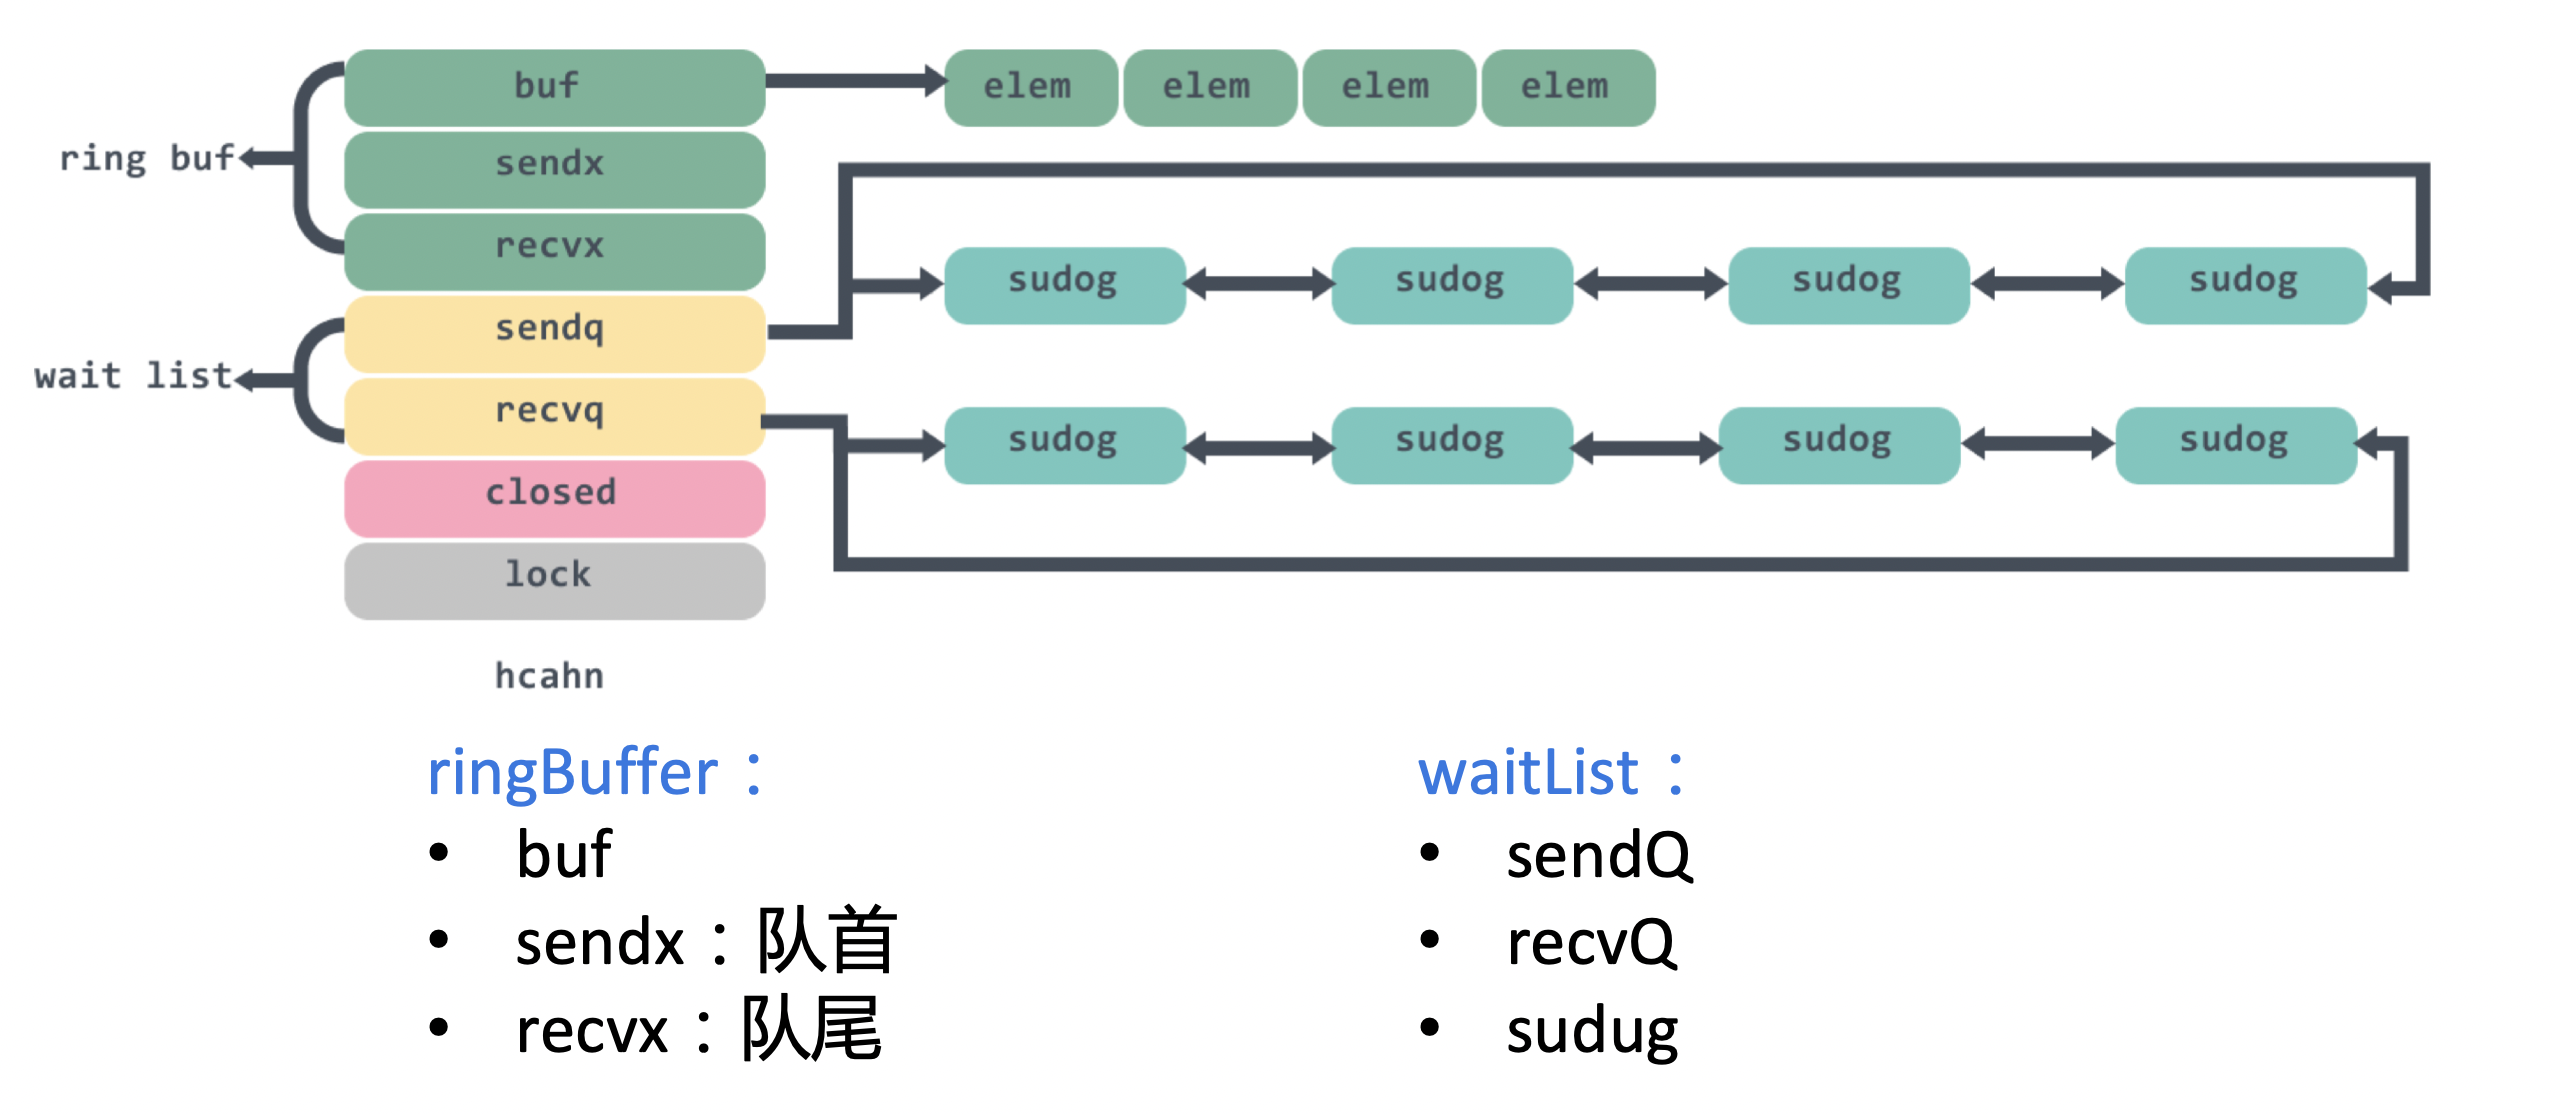 buf
elem elem elem elem
ring buf
sendx
recvx
sudog sudog sudog sudog
sendq
wait list
recvq
sudog sudog sudog sudog
closed
lock
hcahn
ringBuffer：
• buf
• sendx：队首
• recvx：队尾
waitList：
• sendQ
• recvQ
• sudug